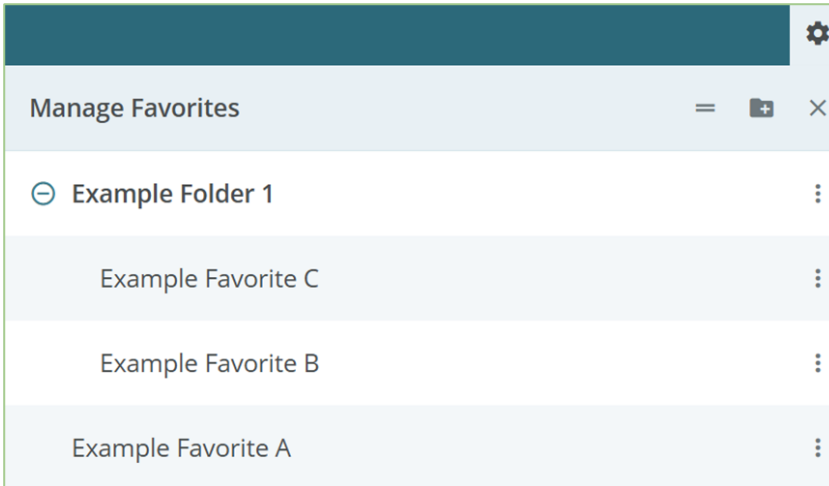 Manage Favorites
Example Folder 1
Example Favorite C
Example Favorite B
Example Favorite A